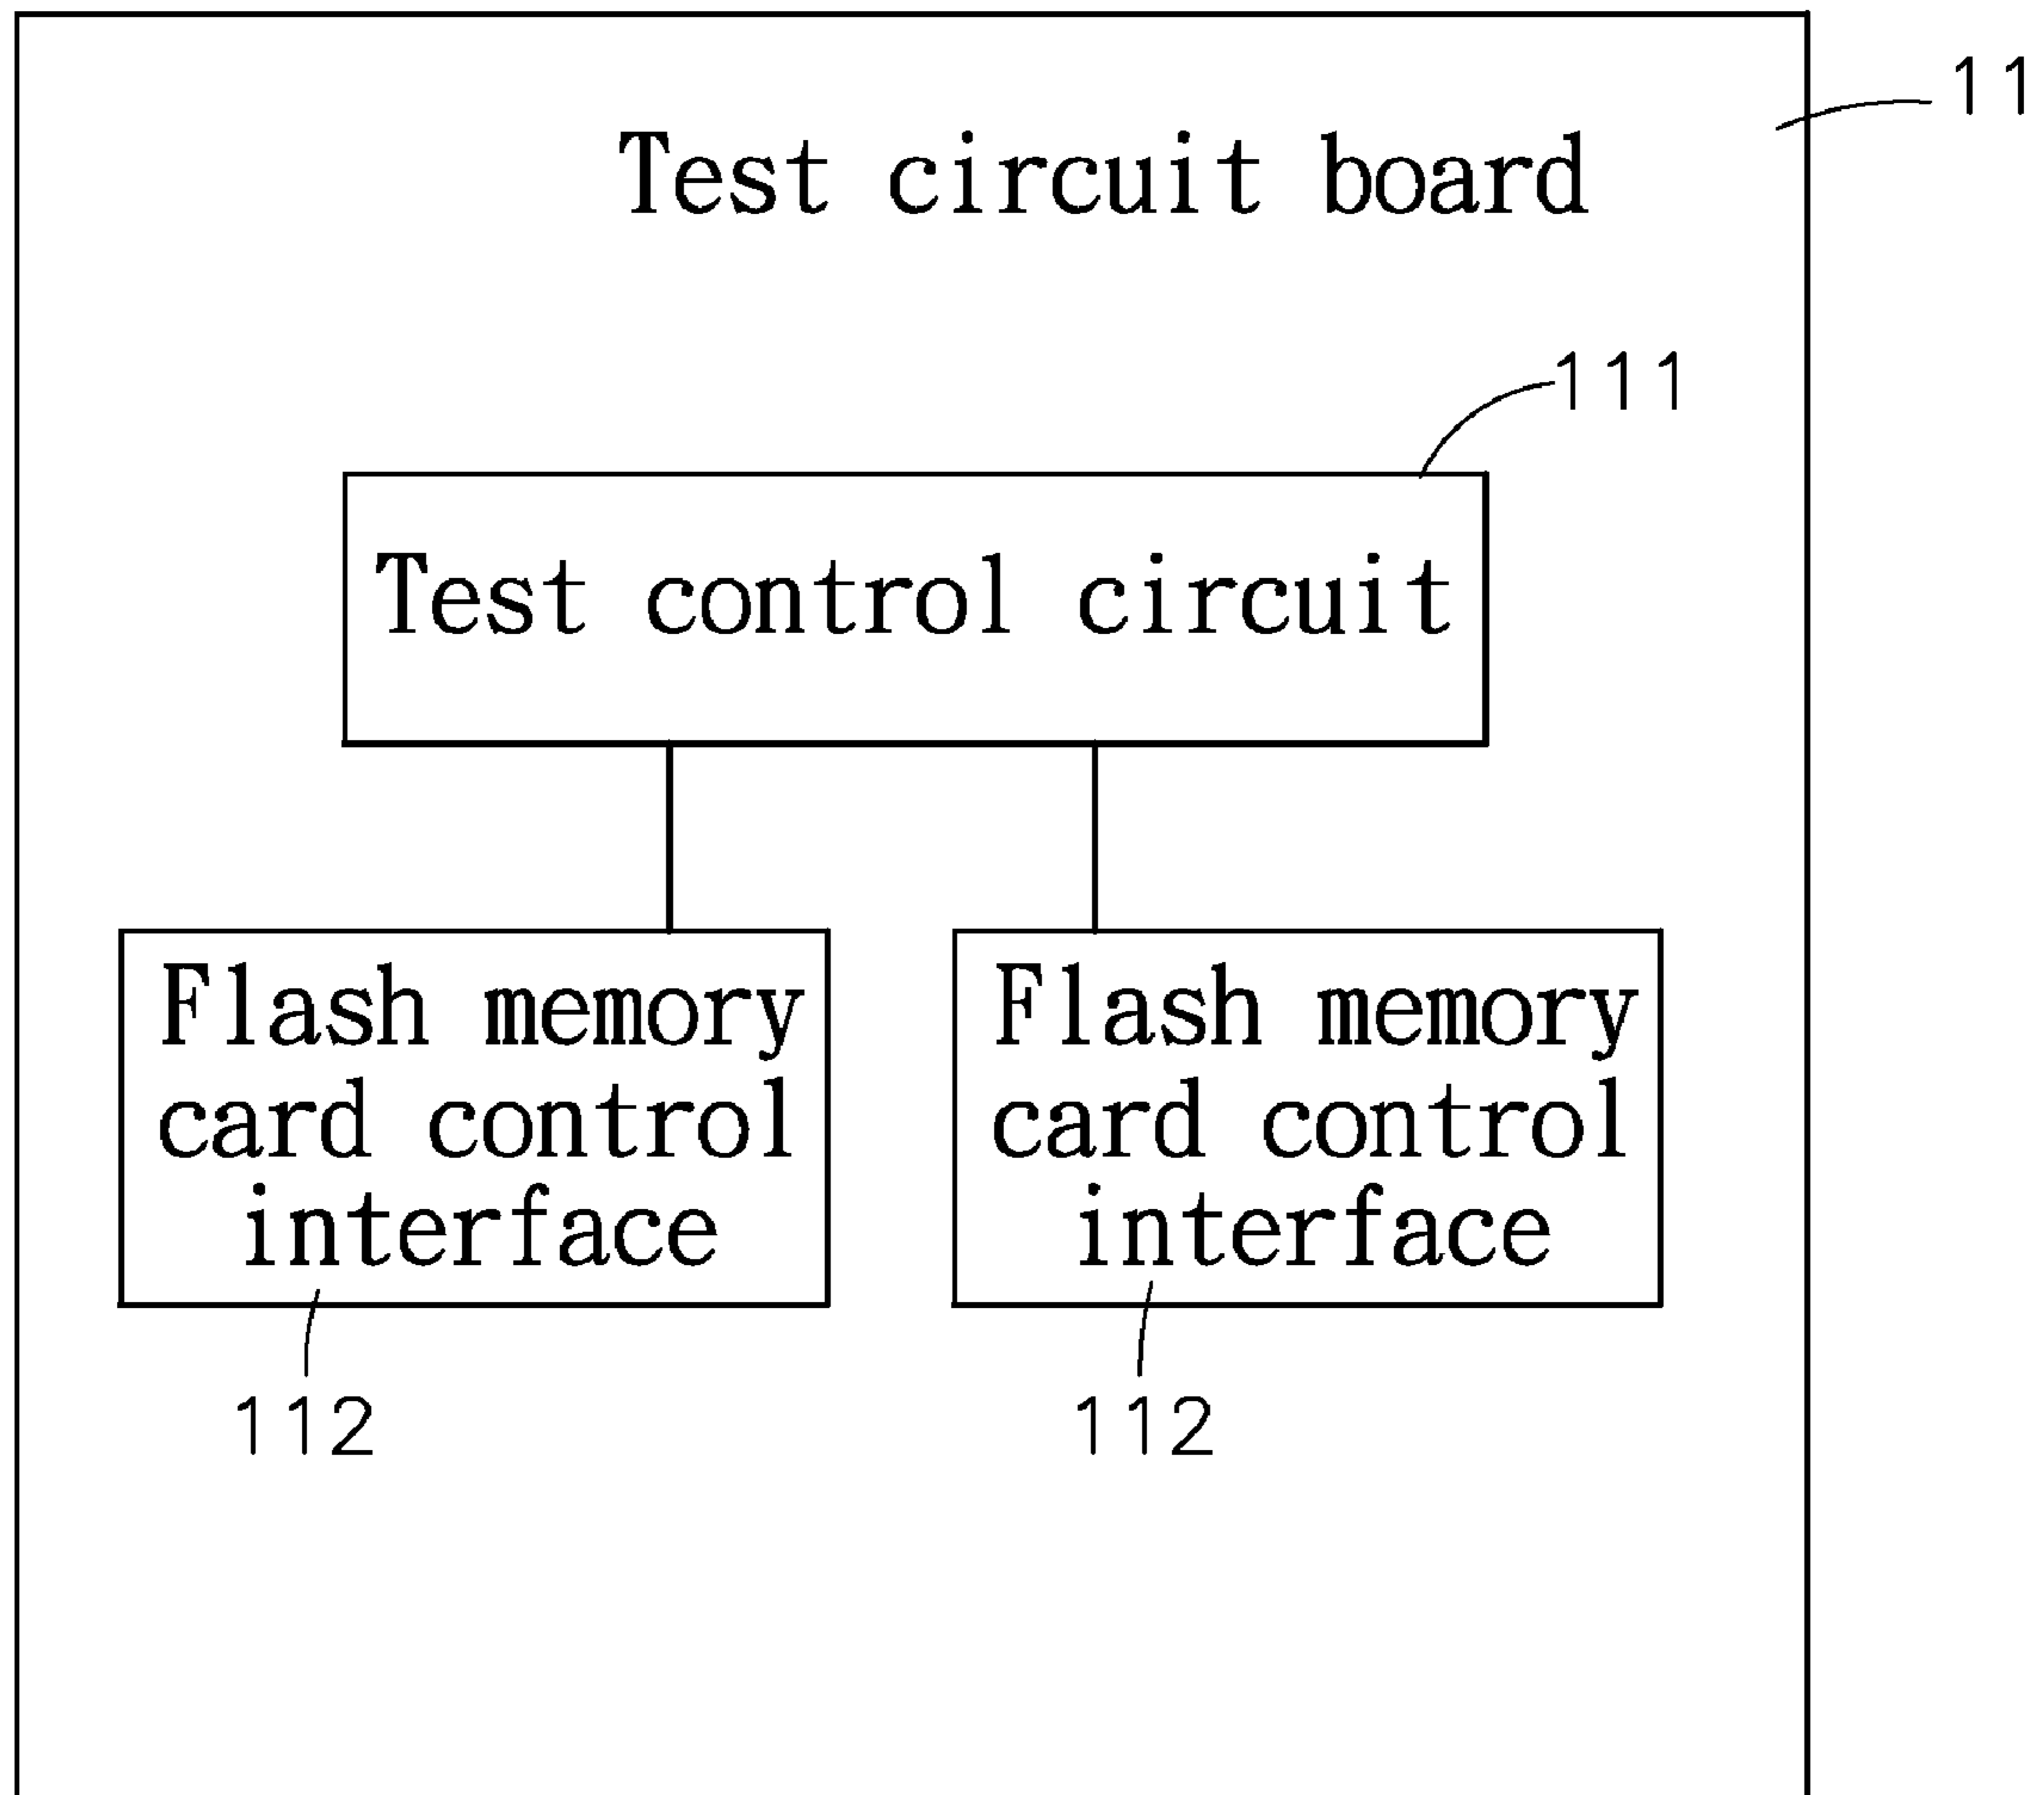 11
Test circuit board
111
Test control circuit
Flash memory
card control
interface
112
Flash memory
card control
interface
112